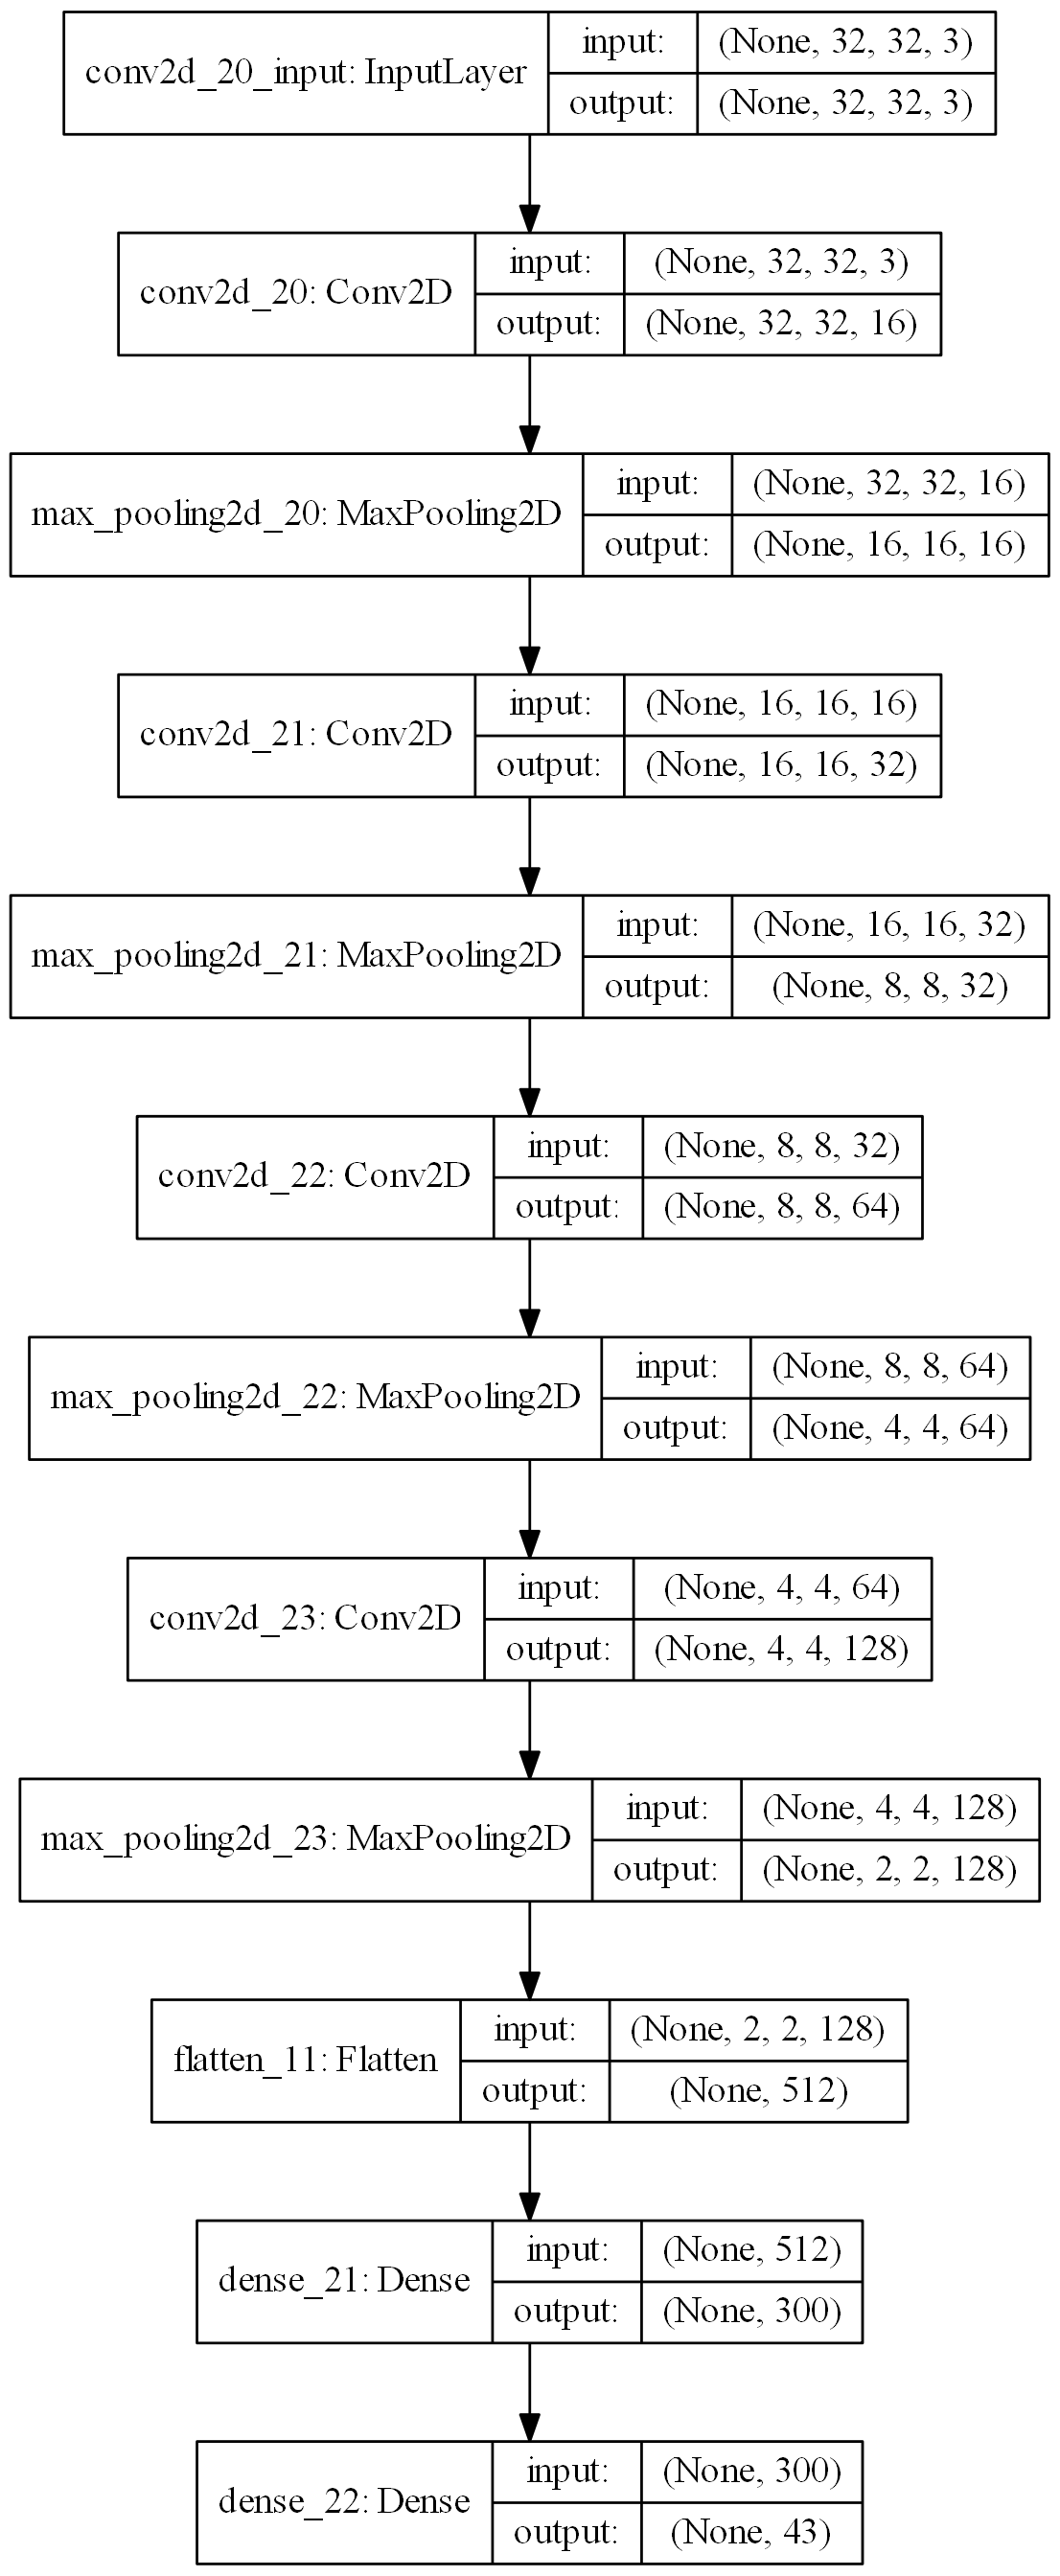 conv2d_20_input: InputLayer
input:
(None, 32, 32, 3)
output:
(None, 32, 32, 3)
conv2d_20: Conv2D
input:
(None, 32, 32, 3)
output:
(None, 32, 32, 16)
max_pooling2d_20: MaxPooling2D
input:
(None, 32, 32, 16)
output:
(None, 16, 16, 16)
conv2d_21: Conv2D
input:
(None, 16, 16, 16)
output:
(None, 16, 16, 32)
max_pooling2d_21: MaxPooling2D
input:
(None, 16, 16, 32)
output:
(None, 8, 8, 32)
conv2d_22: Conv2D
input:
(None, 8, 8, 32)
output:
(None, 8, 8, 64)
max_pooling2d_22: MaxPooling2D
input:
(None, 8, 8, 64)
output:
(None, 4, 4, 64)
conv2d_23: Conv2D
input:
(None, 4, 4, 64)
output:
(None, 4, 4, 128)
max_pooling2d_23: MaxPooling2D
input:
(None, 4, 4, 128)
output:
(None, 2, 2, 128)
flatten_11: Flatten
input:
(None, 2, 2, 128)
output:
(None, 512)
dense_21: Dense
input:
(None, 512)
output:
(None, 300)
dense_22: Dense
input:
(None, 300)
output:
(None, 43)